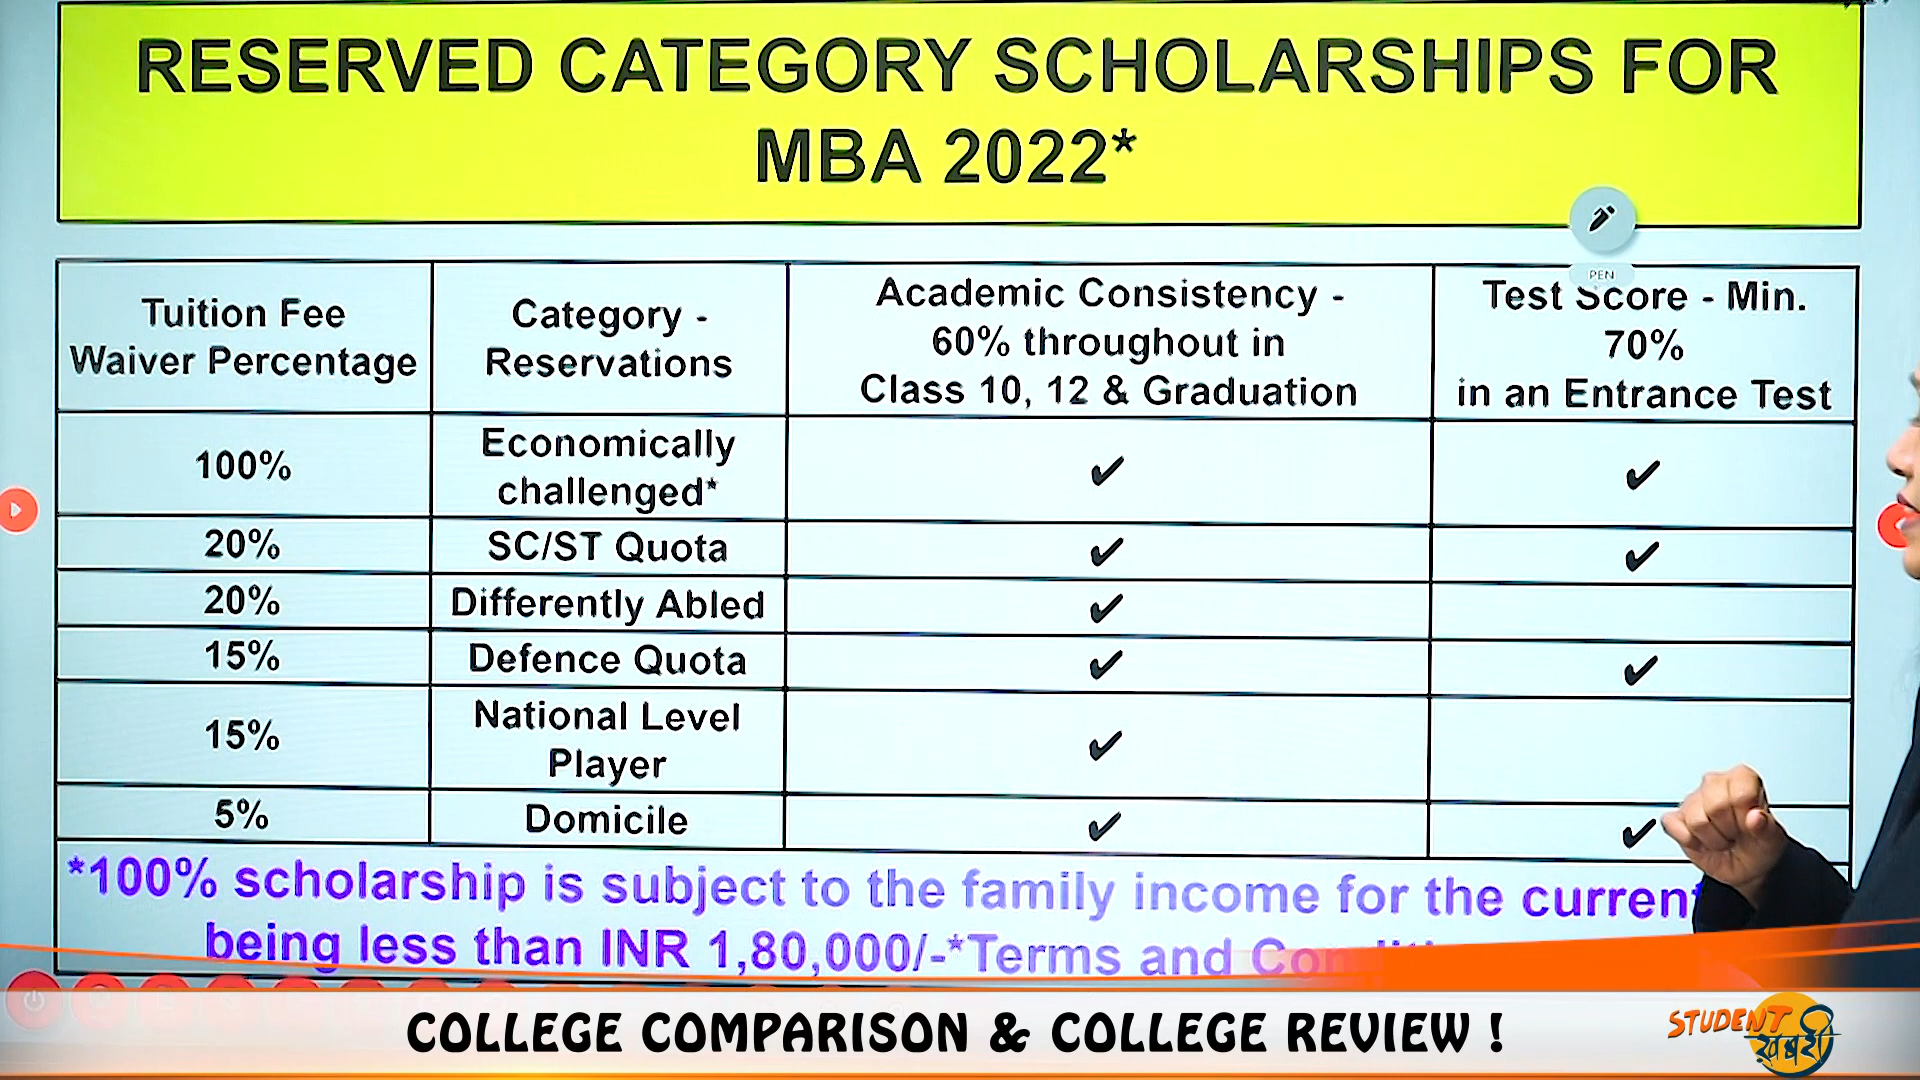 RESERVED CATEGORY SCHOLARSHIPS FOR
MBA 2022*
PEN
Tuition Fee
Waiver Percentage
Category -
Reservations
Academic Consistency -
60% throughout in
Class 10, 12 & Graduation
Test Score - Min.
70%
in an Entrance Test
100%
Economically
challenged*
✔
✔
20%
SC/ST Quota
✔
✔
20%
Differently Abled
✔
15%
Defence Quota
✔
✔
15%
National Level
Player
✔
5%
Domicile
✔
✔
*100% scholarship is subject to the family income for the current
being less than INR 1,80,000/-*Terms and
COLLEGE COMPARISON & COLLEGE REVIEW !
STUDENT
ख़बरी